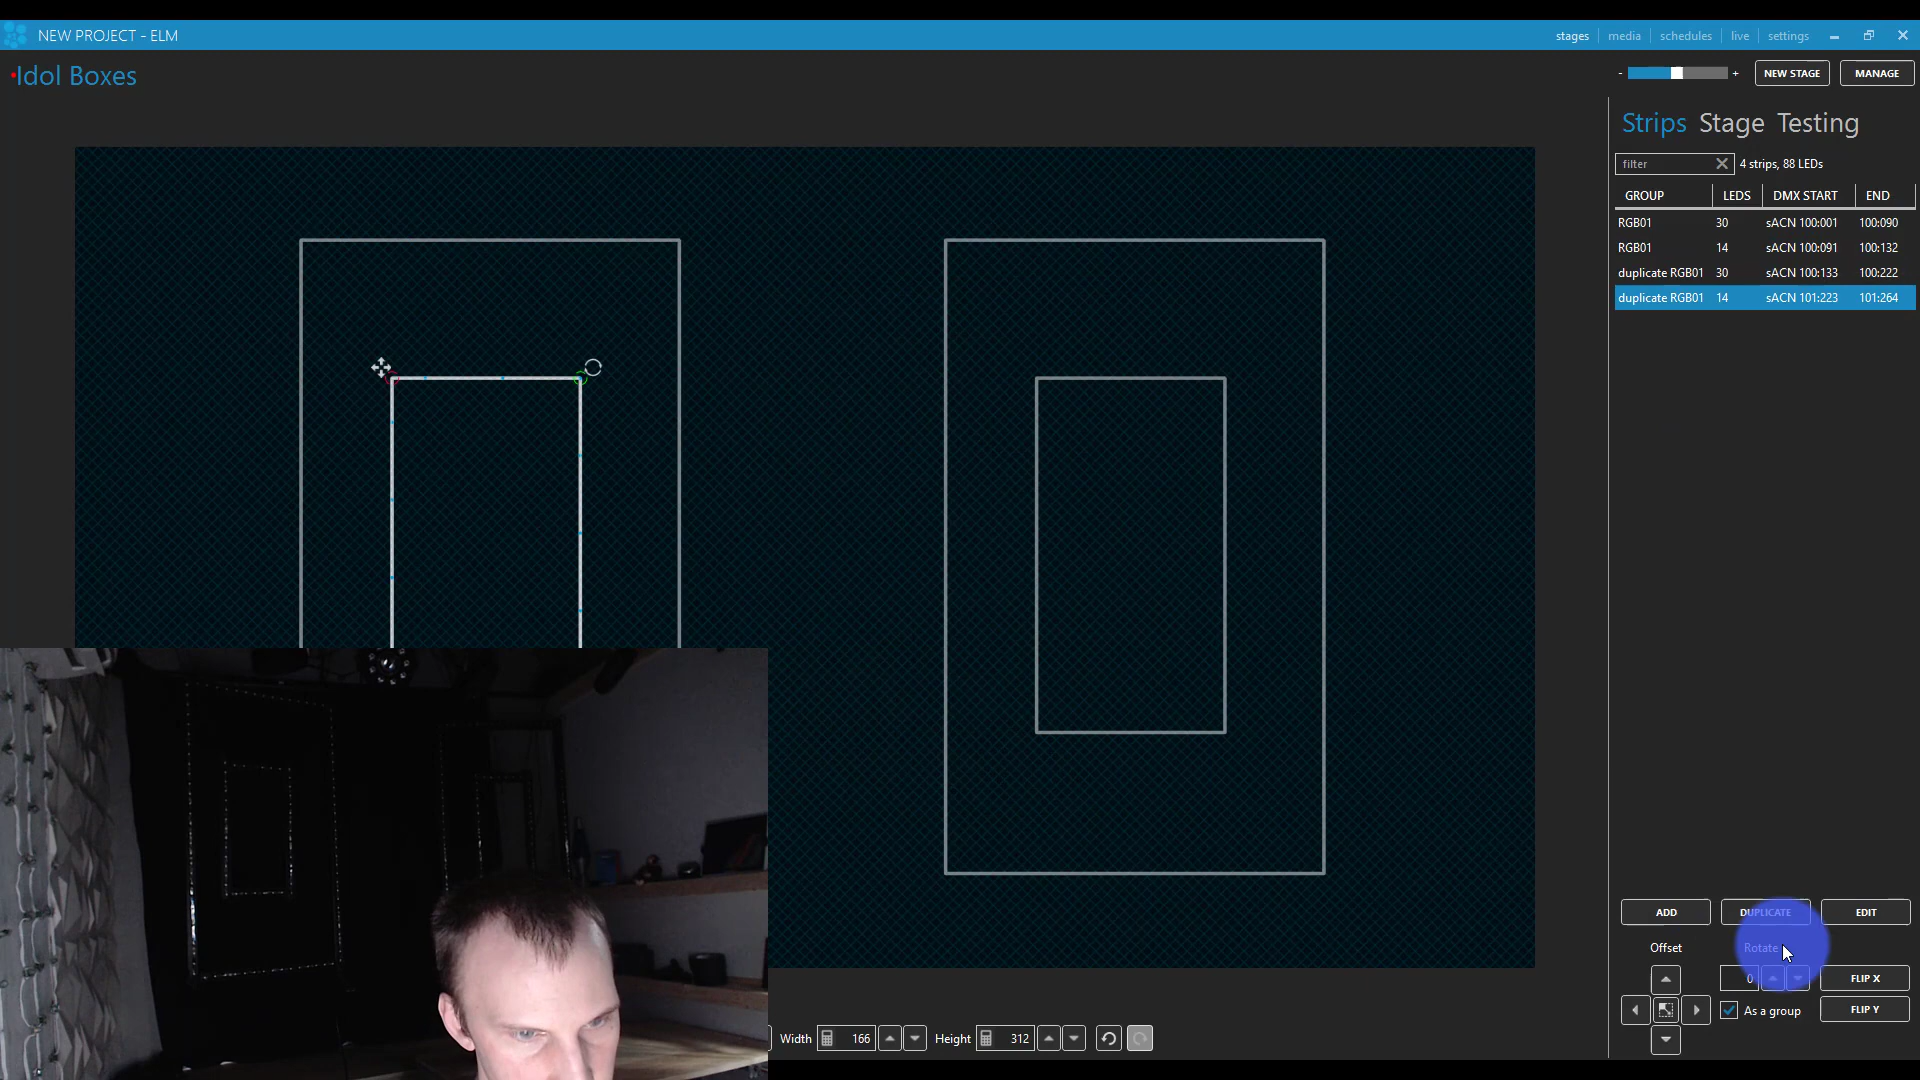 NEW PROJECT - ELM
stages
media
schedules
live
settings
Idol Boxes
-
+
NEW STAGE
MANAGE
Strips Stage Testing
filter
4 strips, 88 LEDs
GROUP LEDS DMX START END
RGB01 30 sACN 100:001 100:090
RGB01 14 sACN 100:091 100:132
duplicate RGB01 30 sACN 100:133 100:222
duplicate RGB01 14 sACN 101:223 101:264
ADD
DUPLICATE
EDIT
Offset
Rotate
0
FLIP X
As a group
FLIP Y
Width 166
Height 312